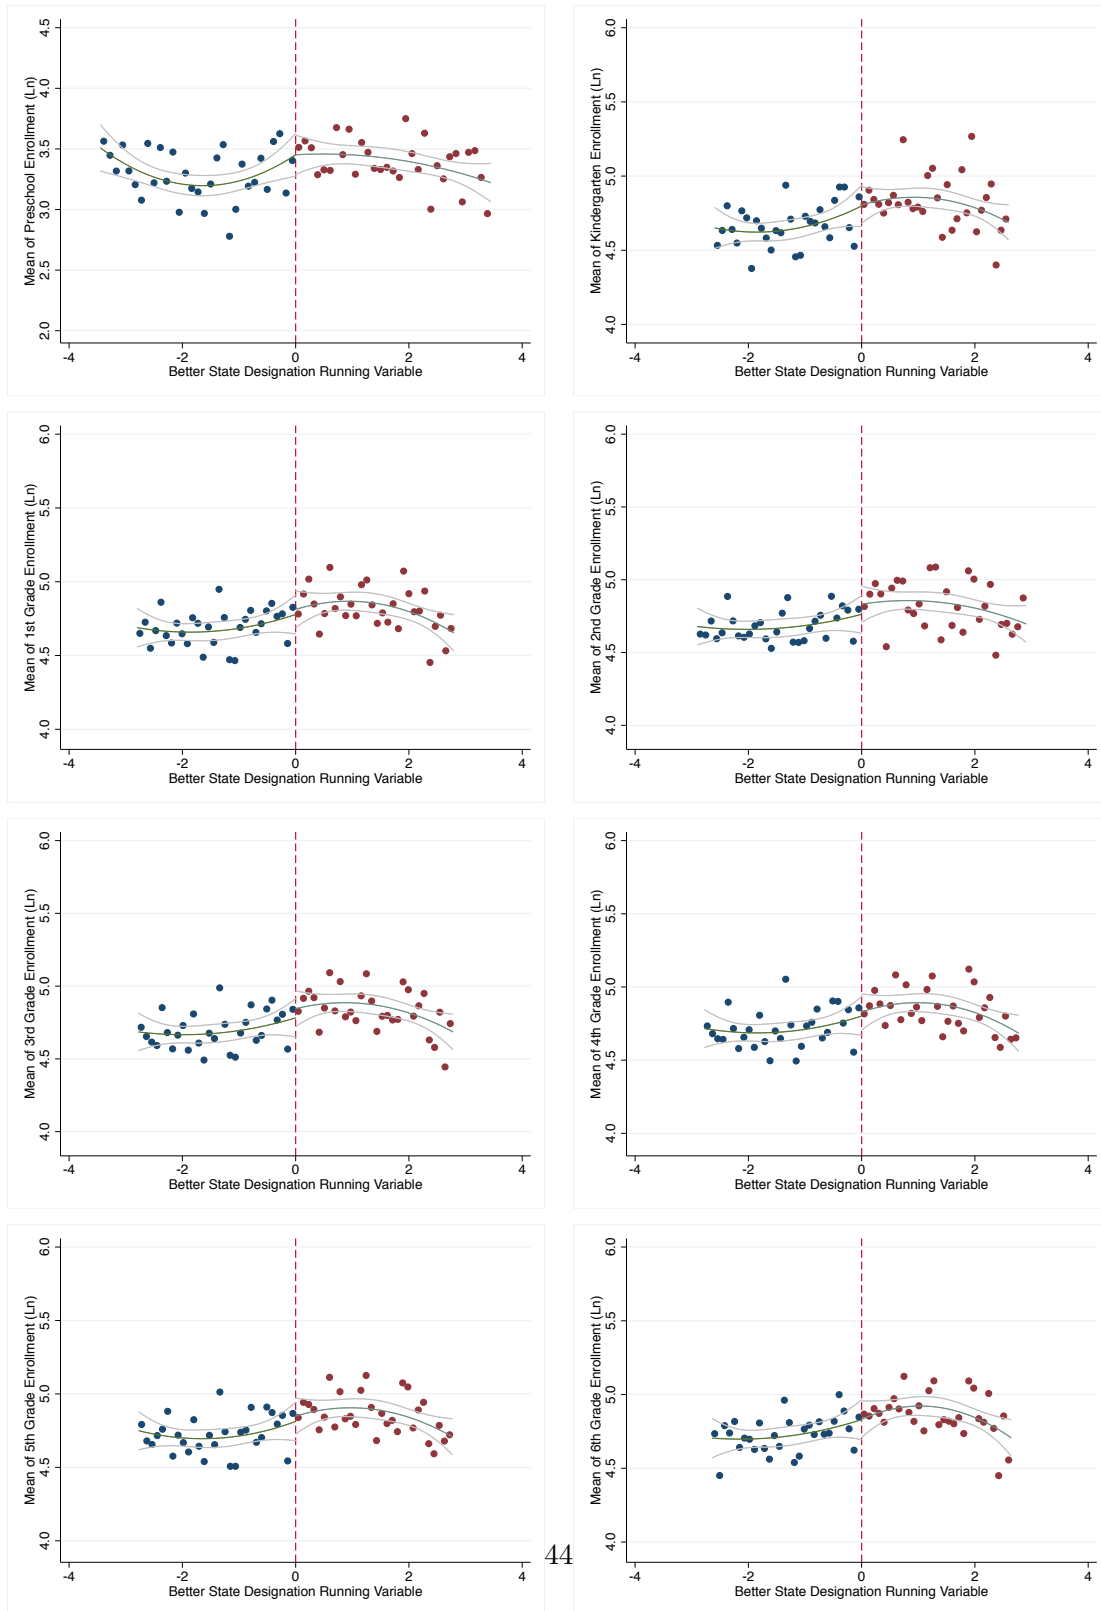 Mean of Preschool Enrollment (Ln)
4.5
4.0
3.5
3.0
2.5
2.0
-4 -2 0 2 4
Better State Designation Running Variable
Mean of Kindergarten Enrollment (Ln)
6.0
5.5
5.0
4.5
4.0
-4 -2 0 2 4
Better State Designation Running Variable
Mean of 1st Grade Enrollment (Ln)
6.0
5.5
5.0
4.5
4.0
-4 -2 0 2 4
Better State Designation Running Variable
Mean of 2nd Grade Enrollment (Ln)
6.0
5.5
5.0
4.5
4.0
-4 -2 0 2 4
Better State Designation Running Variable
Mean of 3rd Grade Enrollment (Ln)
6.0
5.5
5.0
4.5
4.0
-4 -2 0 2 4
Better State Designation Running Variable
Mean of 4th Grade Enrollment (Ln)
6.0
5.5
5.0
4.5
4.0
-4 -2 0 2 4
Better State Designation Running Variable
Mean of 5th Grade Enrollment (Ln)
6.0
5.5
5.0
4.5
4.0
-4 -2 0 2 4
Better State Designation Running Variable
Mean of 6th Grade Enrollment (Ln)
6.0
5.5
5.0
4.5
4.0
-4 -2 0 2 4
Better State Designation Running Variable
44